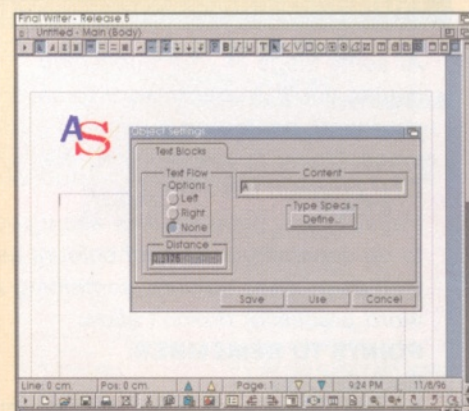 Final Writer - Release 5
Untitled - Main (Body)
B I U T
AS
Object Settings
Text Blocks
Text Flow
Options
Left
Right
None
Distance
0.3125
Content
A
Type Specs
Define...
Save Use Cancel
Line: 0 cm. Pos: 0 cm. Page: 1 9:24 PM 11/8/96